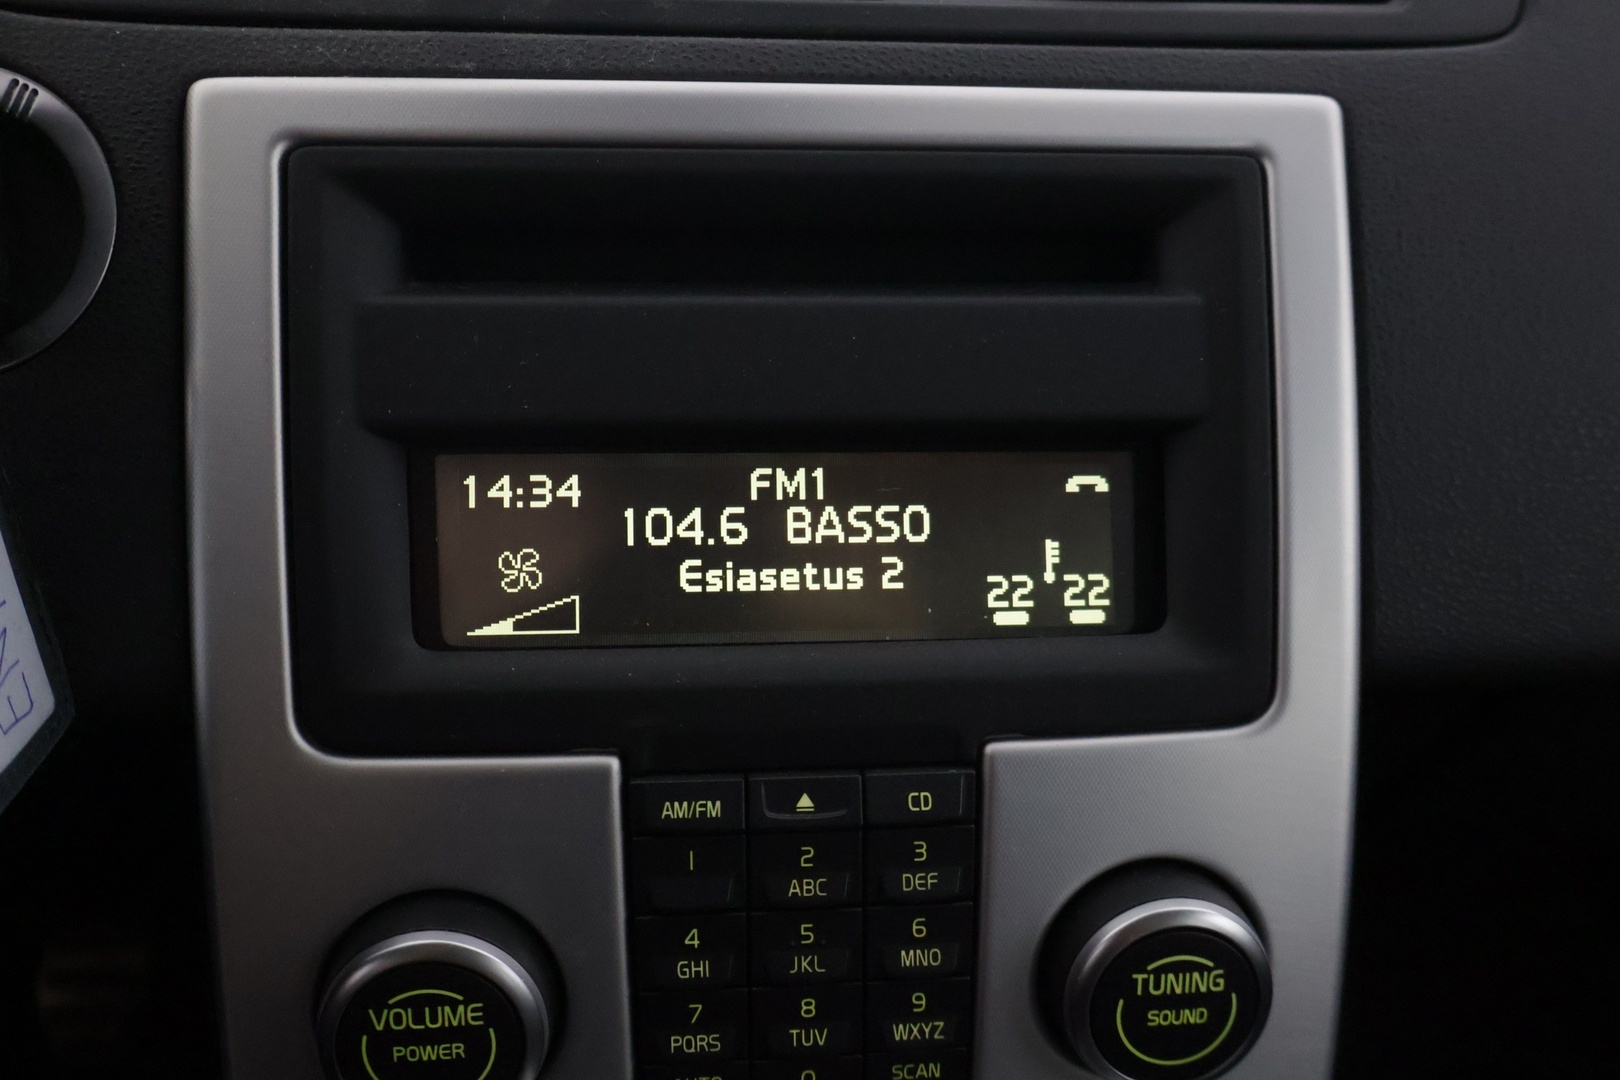 14:34
FM1
104.6 BASSO
Esiasetus 2
22 22
AM/FM
CD
1
2
3
ABC
DEF
4
5
6
GHI
JKL
MNO
7
8
9
PQRS
TUV
WXYZ
SCAN
VOLUME
POWER
TUNING
SOUND